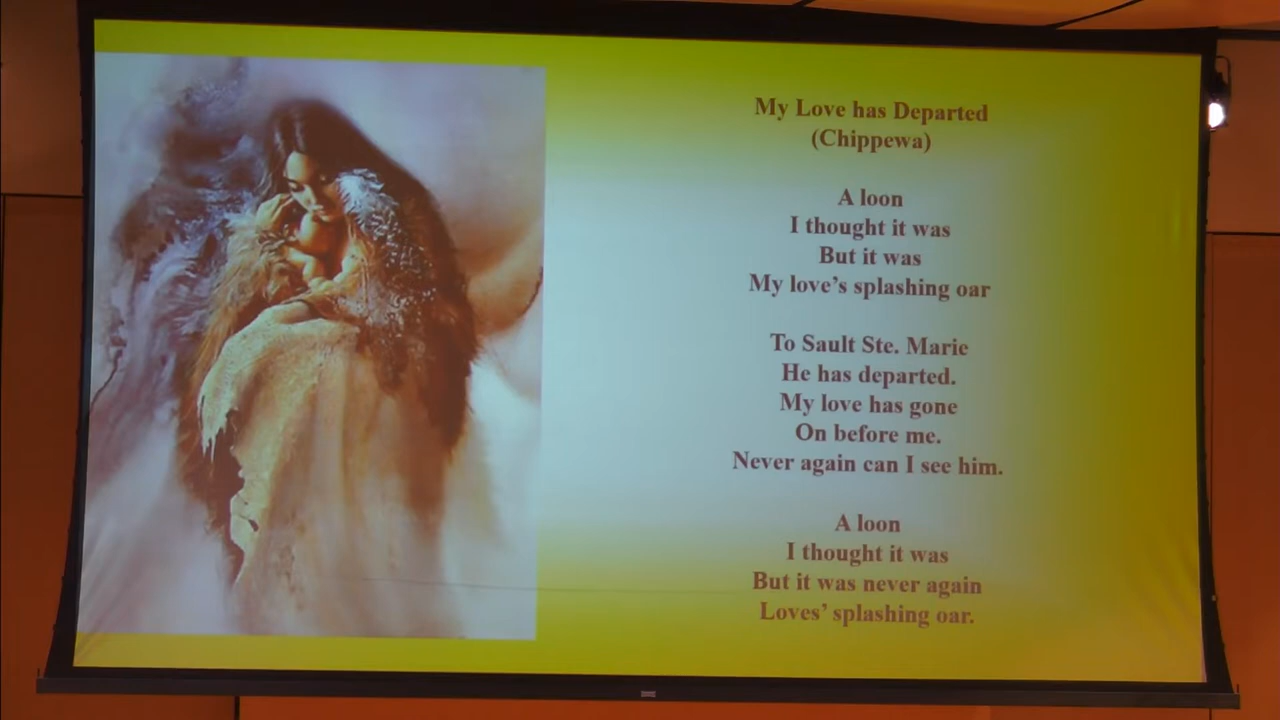 My Love has Departed
(Chippewa)
A loon
I thought it was
But it was
My love's splashing oar
To Sault Ste. Marie
He has departed.
My love has gone
On before me.
Never again can I see him.
A loon
I thought it was
But it was never again
Loves' splashing oar.